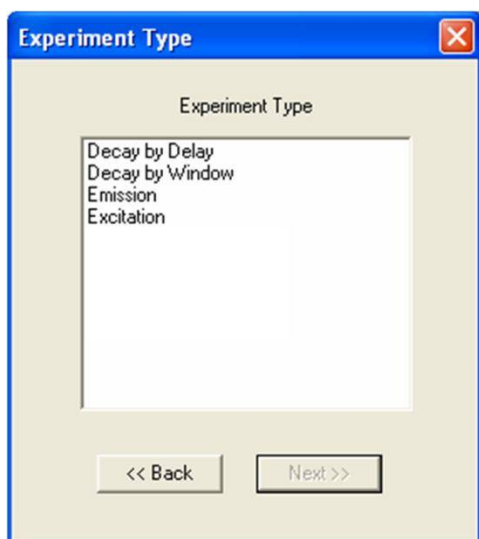 Experiment Type
Experiment Type
Decay by Delay
Decay by Window
Emission
Excitation
<< Back Next >>